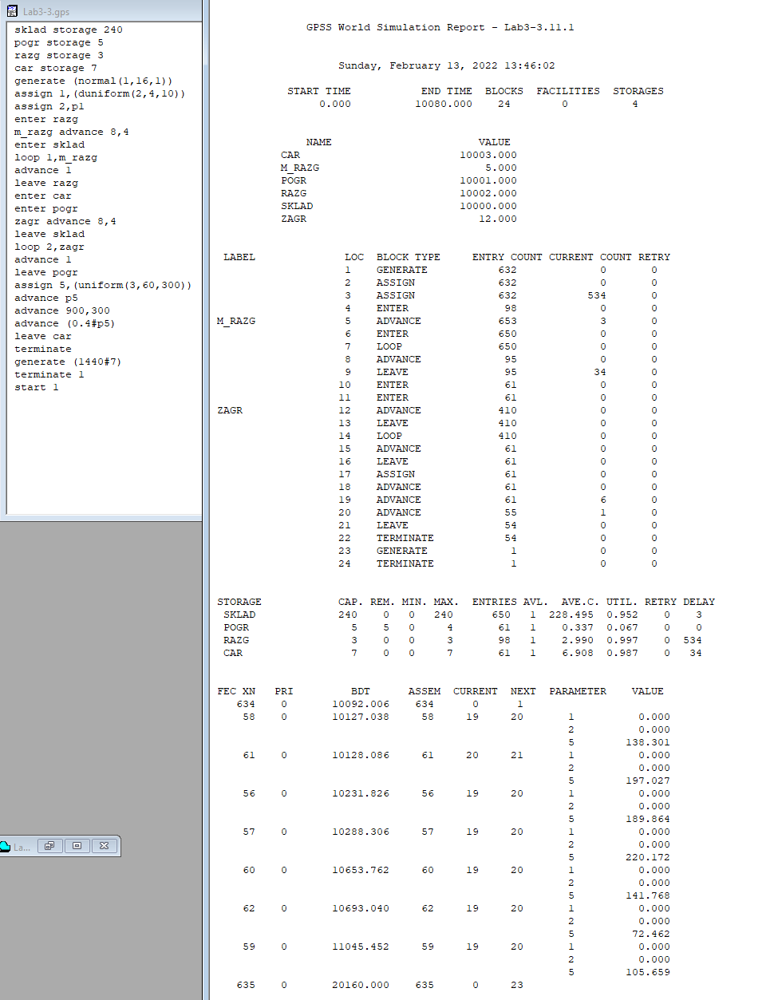 Lab3-3.gps
sklad storage 240
pogr storage 5
razg storage 3
car storage 7
generate (normal(1,16,1))
assign 1,(duniform(2,4,10))
assign 2,p1
enter razg
m_razg advance 8,4
enter sklad
loop 1,m_razg
advance 1
leave razg
enter car
enter pogr
zagr advance 8,4
leave sklad
loop 2,zagr
advance 1
leave pogr
assign 5,(uniform(3,60,300))
advance p5
advance 900,300
advance (0.4#p5)
leave car
terminate
generate (1440#7)
terminate 1
start 1
La...
GPSS World Simulation Report - Lab3-3.11.1
Sunday, February 13, 2022 13:46:02
START TIME END TIME BLOCKS FACILITIES STORAGES
0.000 10080.000 24 0 4
NAME VALUE
CAR 10003.000
M_RAZG 5.000
POGR 10001.000
RAZG 10002.000
SKLAD 10000.000
ZAGR 12.000
LABEL LOC BLOCK TYPE ENTRY COUNT CURRENT COUNT RETRY
1 GENERATE 632 0 0
2 ASSIGN 632 0 0
3 ASSIGN 632 534 0
4 ENTER 98 0 0
M_RAZG 5 ADVANCE 653 3 0
6 ENTER 650 0 0
7 LOOP 650 0 0
8 ADVANCE 95 0 0
9 LEAVE 95 34 0
10 ENTER 61 0 0
11 ENTER 61 0 0
ZAGR 12 ADVANCE 410 0 0
13 LEAVE 410 0 0
14 LOOP 410 0 0
15 ADVANCE 61 0 0
16 LEAVE 61 0 0
17 ASSIGN 61 0 0
18 ADVANCE 61 0 0
19 ADVANCE 61 6 0
20 ADVANCE 55 1 0
21 LEAVE 54 0 0
22 TERMINATE 54 0 0
23 GENERATE 1 0 0
24 TERMINATE 1 0 0
STORAGE CAP. REM. MIN. MAX. ENTRIES AVL. AVE.C. UTIL. RETRY DELAY
SKLAD 240 0 0 240 650 1 228.495 0.952 0 3
POGR 5 5 0 4 61 1 0.337 0.067 0 0
RAZG 3 0 0 3 98 1 2.990 0.997 0 534
CAR 7 0 0 7 61 1 6.908 0.987 0 34
FEC XN PRI BDT ASSEM CURRENT NEXT PARAMETER VALUE
634 0 10092.006 634 0 1
58 0 10127.038 58 19 20 1 0.000
2 0.000
5 138.301
61 0 10128.086 61 20 21 1 0.000
2 0.000
5 197.027
56 0 10231.826 56 19 20 1 0.000
2 0.000
5 189.864
57 0 10288.306 57 19 20 1 0.000
2 0.000
5 220.172
60 0 10653.762 60 19 20 1 0.000
2 0.000
5 141.768
62 0 10693.040 62 19 20 1 0.000
2 0.000
5 72.462
59 0 11045.452 59 19 20 1 0.000
2 0.000
5 105.659
635 0 20160.000 635 0 23